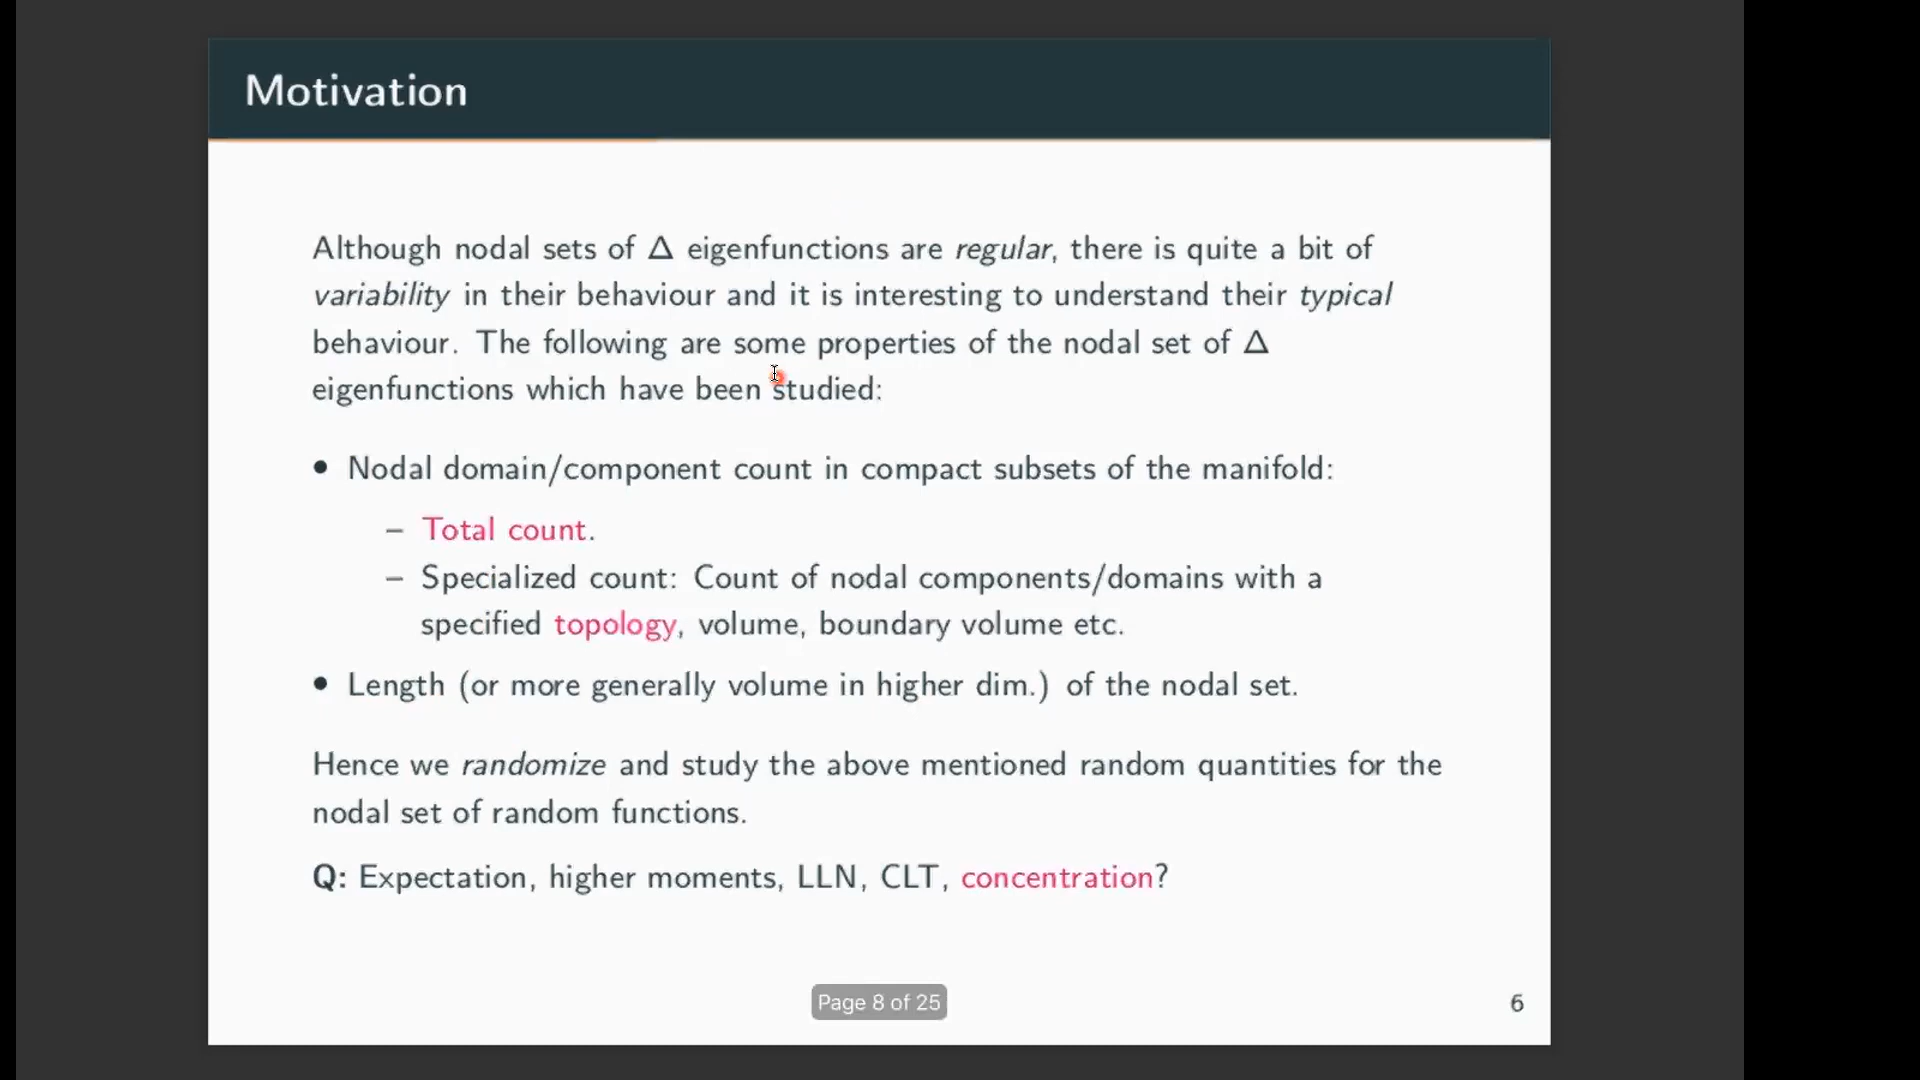 Motivation
Although nodal sets of Δ eigenfunctions are regular, there is quite a bit of
variability in their behaviour and it is interesting to understand their typical
behaviour. The following are some properties of the nodal set of Δ
eigenfunctions which have been studied:
• Nodal domain/component count in compact subsets of the manifold:
– Total count.
– Specialized count: Count of nodal components/domains with a
specified topology, volume, boundary volume etc.
• Length (or more generally volume in higher dim.) of the nodal set.
Hence we randomize and study the above mentioned random quantities for the
nodal set of random functions.
Q: Expectation, higher moments, LLN, CLT, concentration?
Page 8 of 25
6